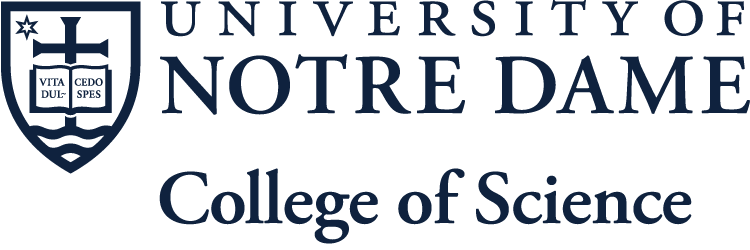 VITA CEDO
DUL~ SPES
UNIVERSITY OF
NOTRE DAME
College of Science